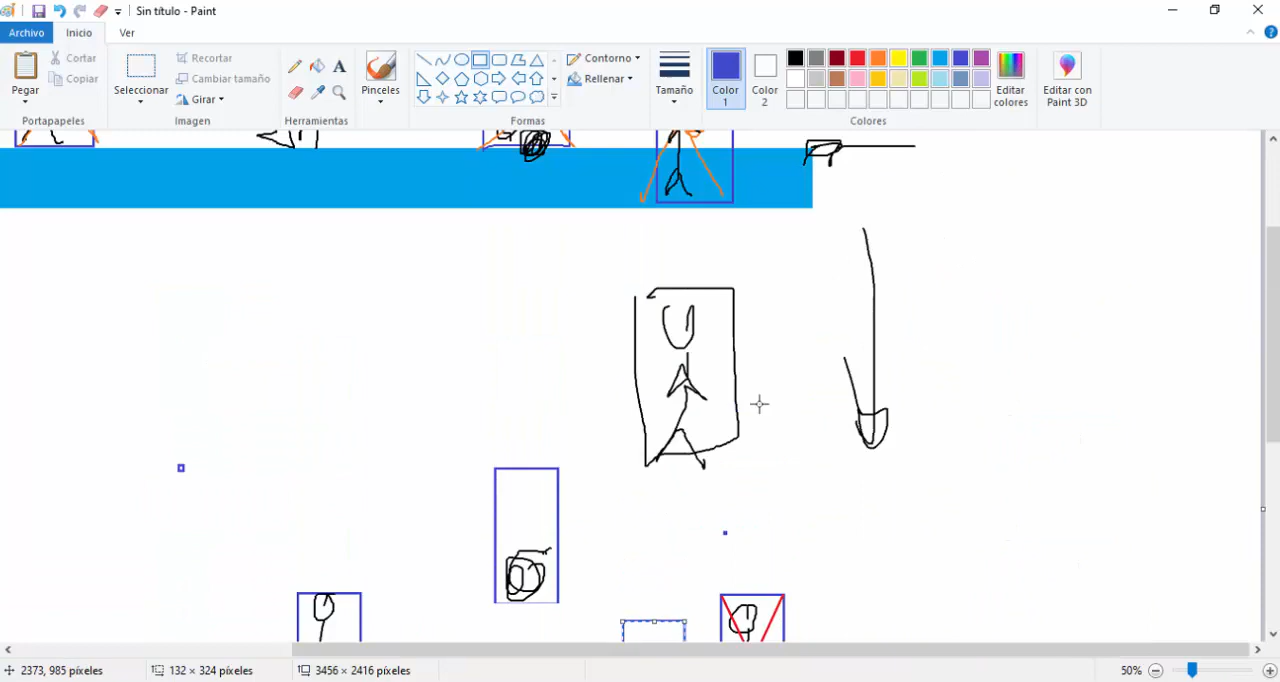 Sin título - Paint
Archivo Inicio Ver
Pegar
Cortar
Copiar
Portapapeles
Seleccionar
Recortar
Cambiar tamaño
Girar
Imagen
A
Herramientas
Pinceles
Formas
Contorno
Rellenar
Tamaño
Color
1
Color
2
Editar
colores
Colores
Editar con
Paint 3D
2373, 985 píxeles
132 × 324 píxeles
3456 × 2416 píxeles
50%